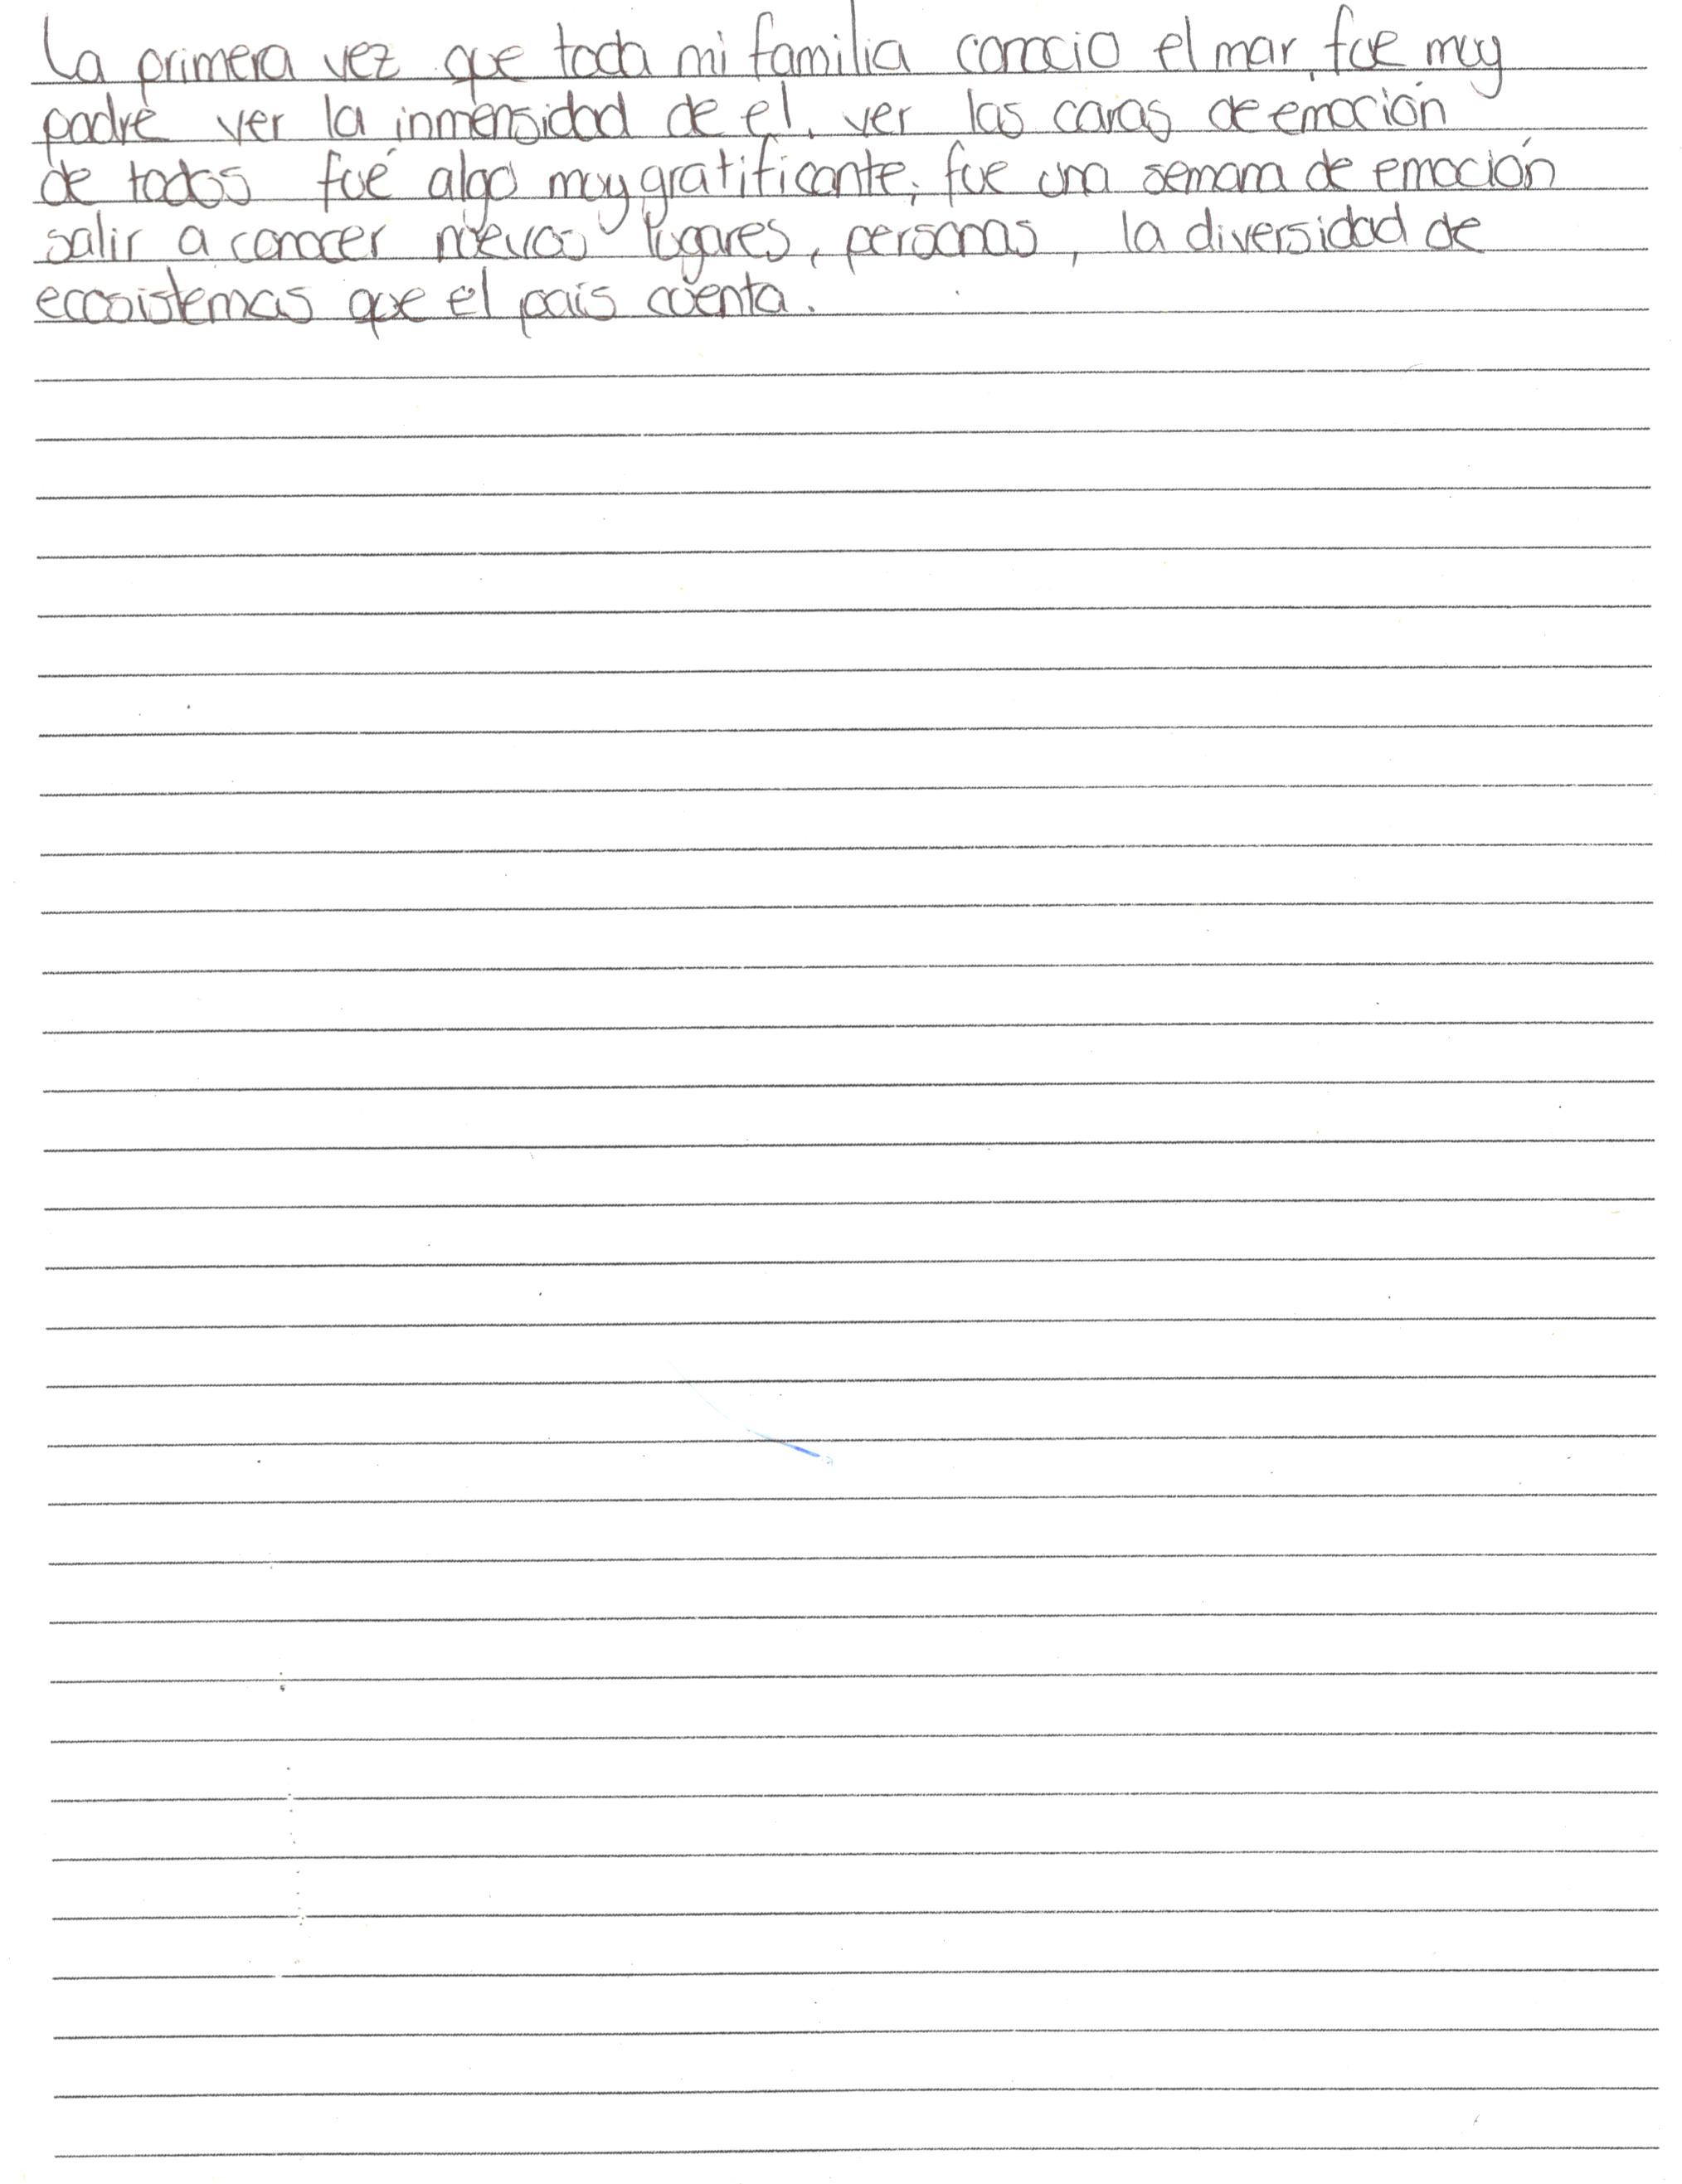 La primera vez que toda mi familia conocio el mar, fue muy
padre ver la inmensidad de el, ver las caras de emoción
de todos fué algo muy gratificante, fue una semana de emoción
salir a conocer nuevos lugares, personas, la diversidad de
ecosistemas que el país cuenta.